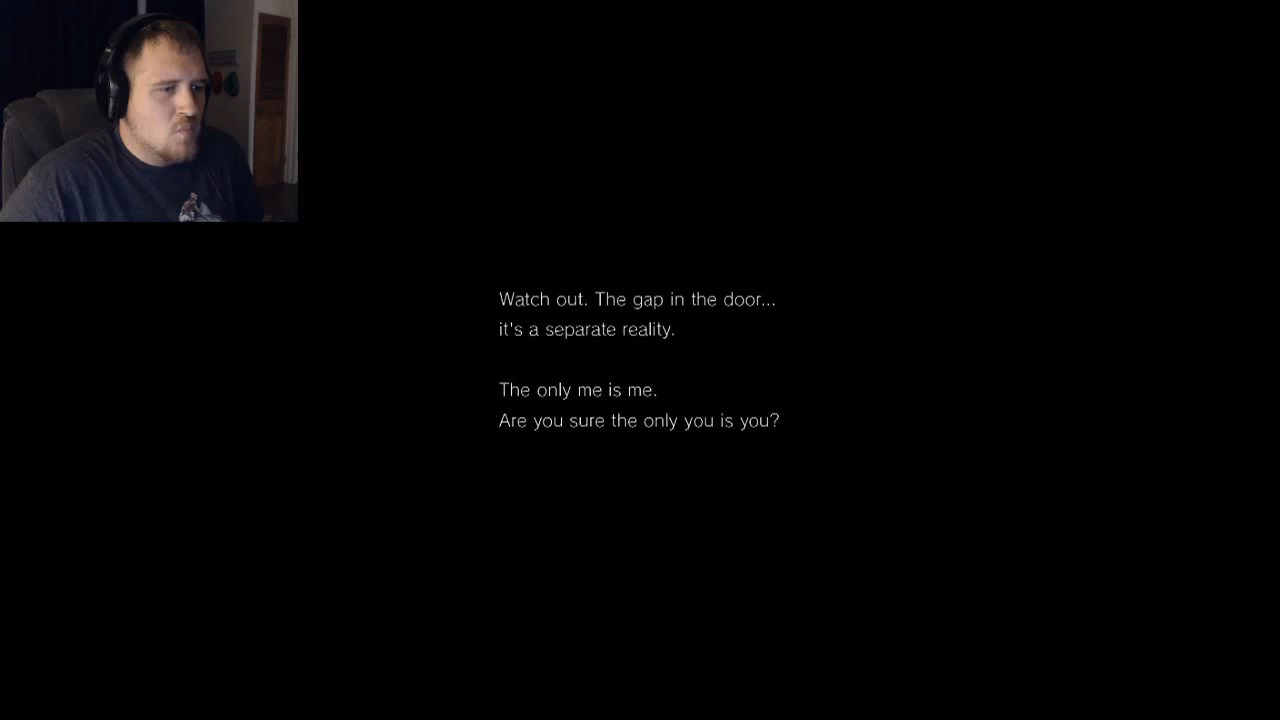 Watch out. The gap in the door...
it's a separate reality.
The only me is me.
Are you sure the only you is you?